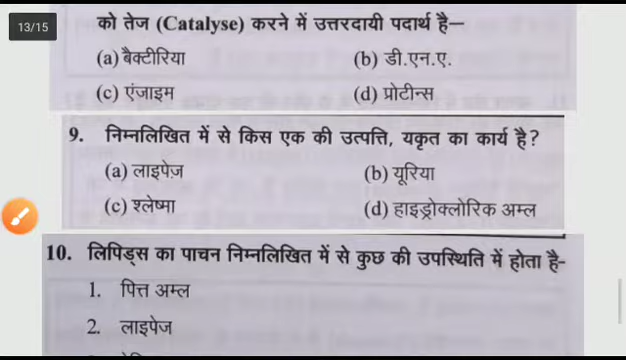 13/15
को तेज (Catalyse) करने में उत्तरदायी पदार्थ है—
(a) बैक्टीरिया (b) डी.एन.ए.
(c) एंजाइम (d) प्रोटीन्स
9. निम्नलिखित में से किस एक की उत्पत्ति, यकृत का कार्य है?
(a) लाइपेज़ (b) यूरिया
(c) श्लेष्मा (d) हाइड्रोक्लोरिक अम्ल
10. लिपिड्स का पाचन निम्नलिखित में से कुछ की उपस्थिति में होता है-
1. पित्त अम्ल
2. लाइपेज